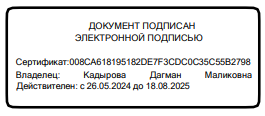 ДОКУМЕНТ ПОДПИСАН
ЭЛЕКТРОННОЙ ПОДПИСЬЮ
Сертификат:008CA618195182DE7F3CDC0C35C55B2798
Владелец: Кадырова Дагман Маликовна
Действителен: с 26.05.2024 до 18.08.2025